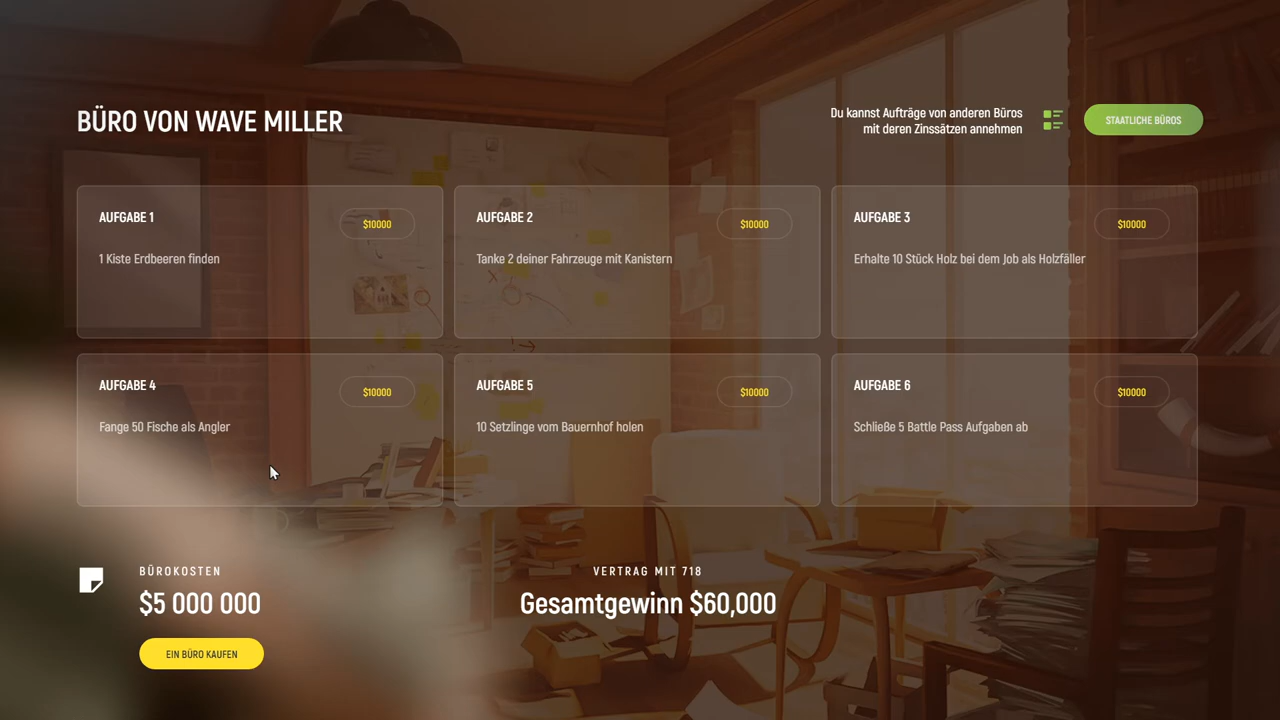 BÜRO VON WAVE MILLER
Du kannst Aufträge von anderen Büros
mit deren Zinssätzen annehmen
STAATLICHE BÜROS
AUFGABE 1
$10000
1 Kiste Erdbeeren finden
AUFGABE 2
$10000
Tanke 2 deiner Fahrzeuge mit Kanistern
AUFGABE 3
$10000
Erhalte 10 Stück Holz bei dem Job als Holzfäller
AUFGABE 4
$10000
Fange 50 Fische als Angler
AUFGABE 5
$10000
10 Setzlinge vom Bauernhof holen
AUFGABE 6
$10000
Schließe 5 Battle Pass Aufgaben ab
BÜROKOSTEN
$5 000 000
EIN BÜRO KAUFEN
VERTRAG MIT 718
Gesamtgewinn $60,000